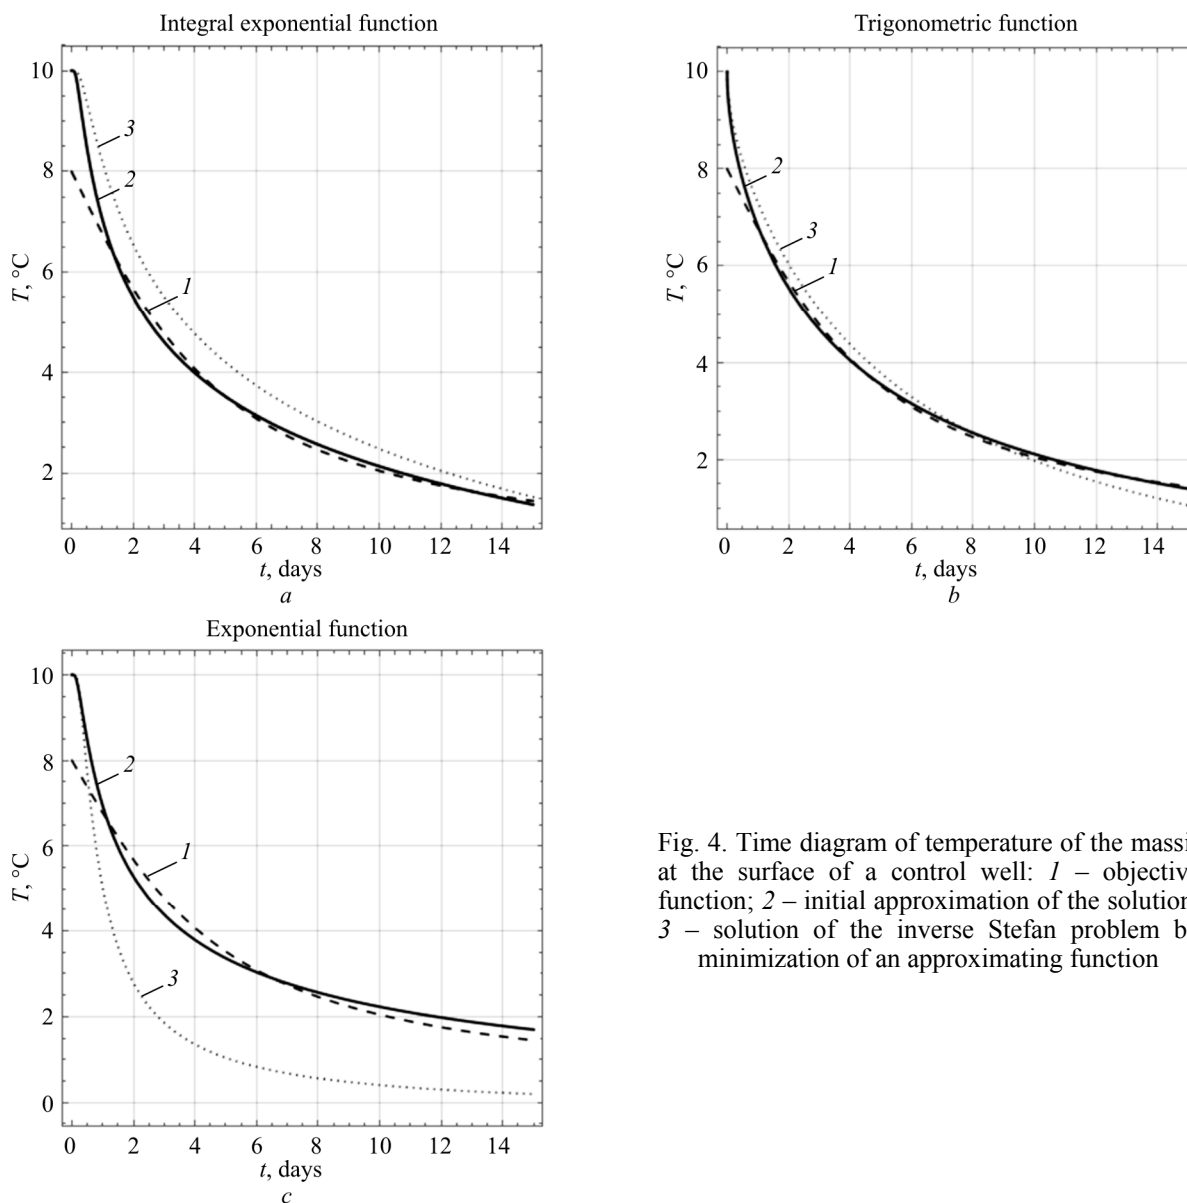 Integral exponential function
10
8
6
4
2
T, °C
3
2
1
0 2 4 6 10 12 14
t, days
a
Trigonometric function
10
8
6
4
2
T, °C
2
3
1
0 2 4 6 10 12 14
t, days
b
Exponential function
10
8
6
4
2
0
T, °C
2
1
3
0 2 4 6 8 10 12 14
t, days
c
Fig. 4. Time diagram of temperature of the massi
at the surface of a control well: 1 – objectiv
function; 2 – initial approximation of the solution
3 – solution of the inverse Stefan problem b
minimization of an approximating function